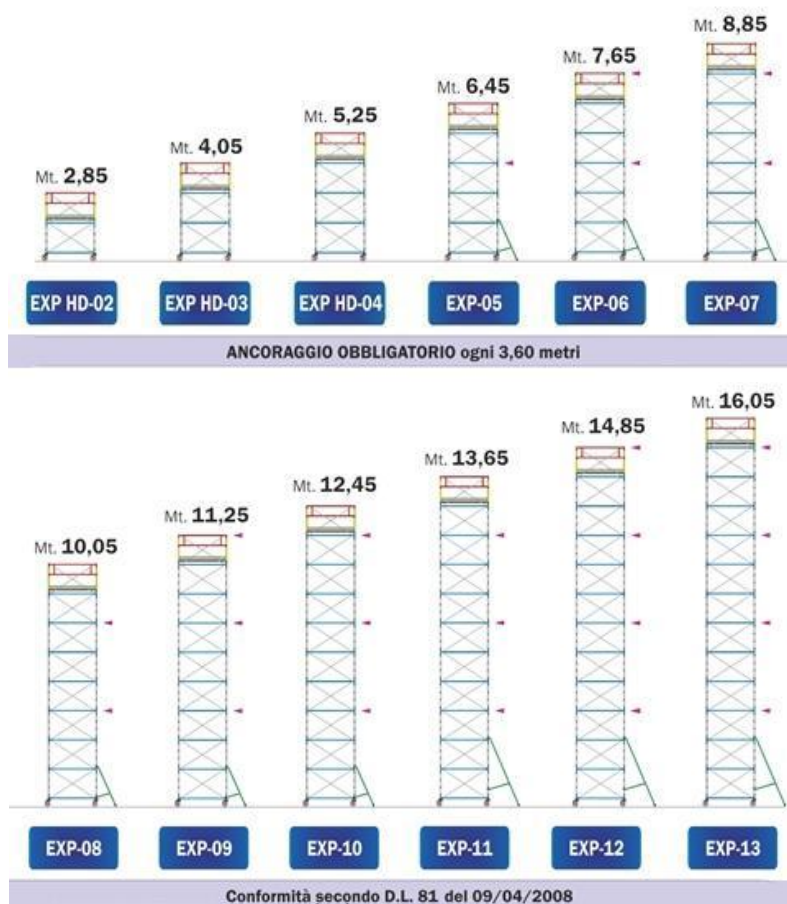 Mt. 8,85
Mt. 7,65
Mt. 6,45
Mt. 5,25
Mt. 4,05
Mt. 2,85
EXP HD-02 EXP HD-03 EXP HD-04 EXP-05 EXP-06 EXP-07
ANCORAGGIO OBBLIGATORIO ogni 3,60 metri
Mt. 16,05
Mt. 14,85
Mt. 13,65
Mt. 12,45
Mt. 11,25
Mt. 10,05
EXP-08 EXP-09 EXP-10 EXP-11 EXP-12 EXP-13
Conformità secondo D.L. 81 del 09/04/2008